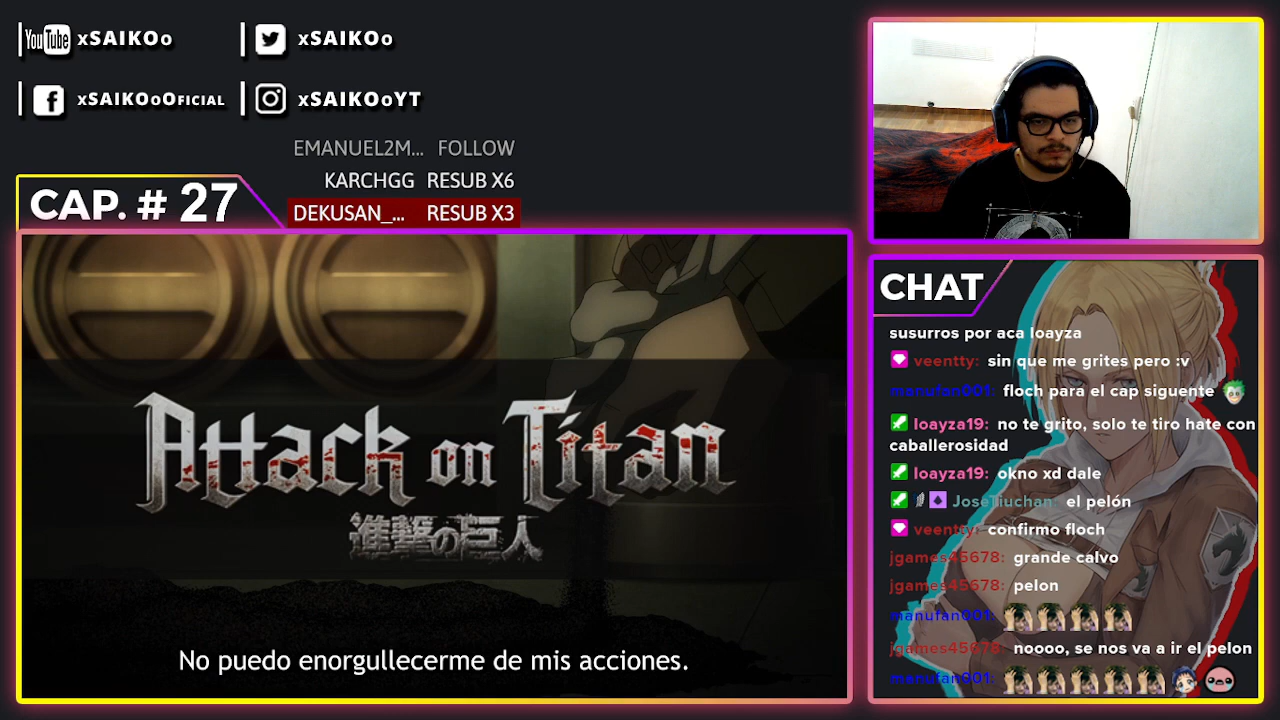 YouTube xSAIKOo
xSAIKOo
xSAIKOoOficial
xSAIKOoYT
EMANUEL2M... FOLLOW
KARCHGG RESUB X6
DEKUSAN_... RESUB X3
CAP. # 27
Attack on Titan
進撃の巨人
No puedo enorgullecerme de mis acciones.
CHAT
susurros por aca loayza
veentty: sin que me grites pero :v
manufan001: floch para el cap siguente
loayza19: no te grito, solo te tiro hate con
caballerosidad
loayza19: okno xd dale
JoseTiuchan: el pelón
veentty: confirmo floch
jgames45678: grande calvo
jgames45678: pelon
manufan001:
jgames45678: noooo, se nos va a ir el pelon
manufan001: